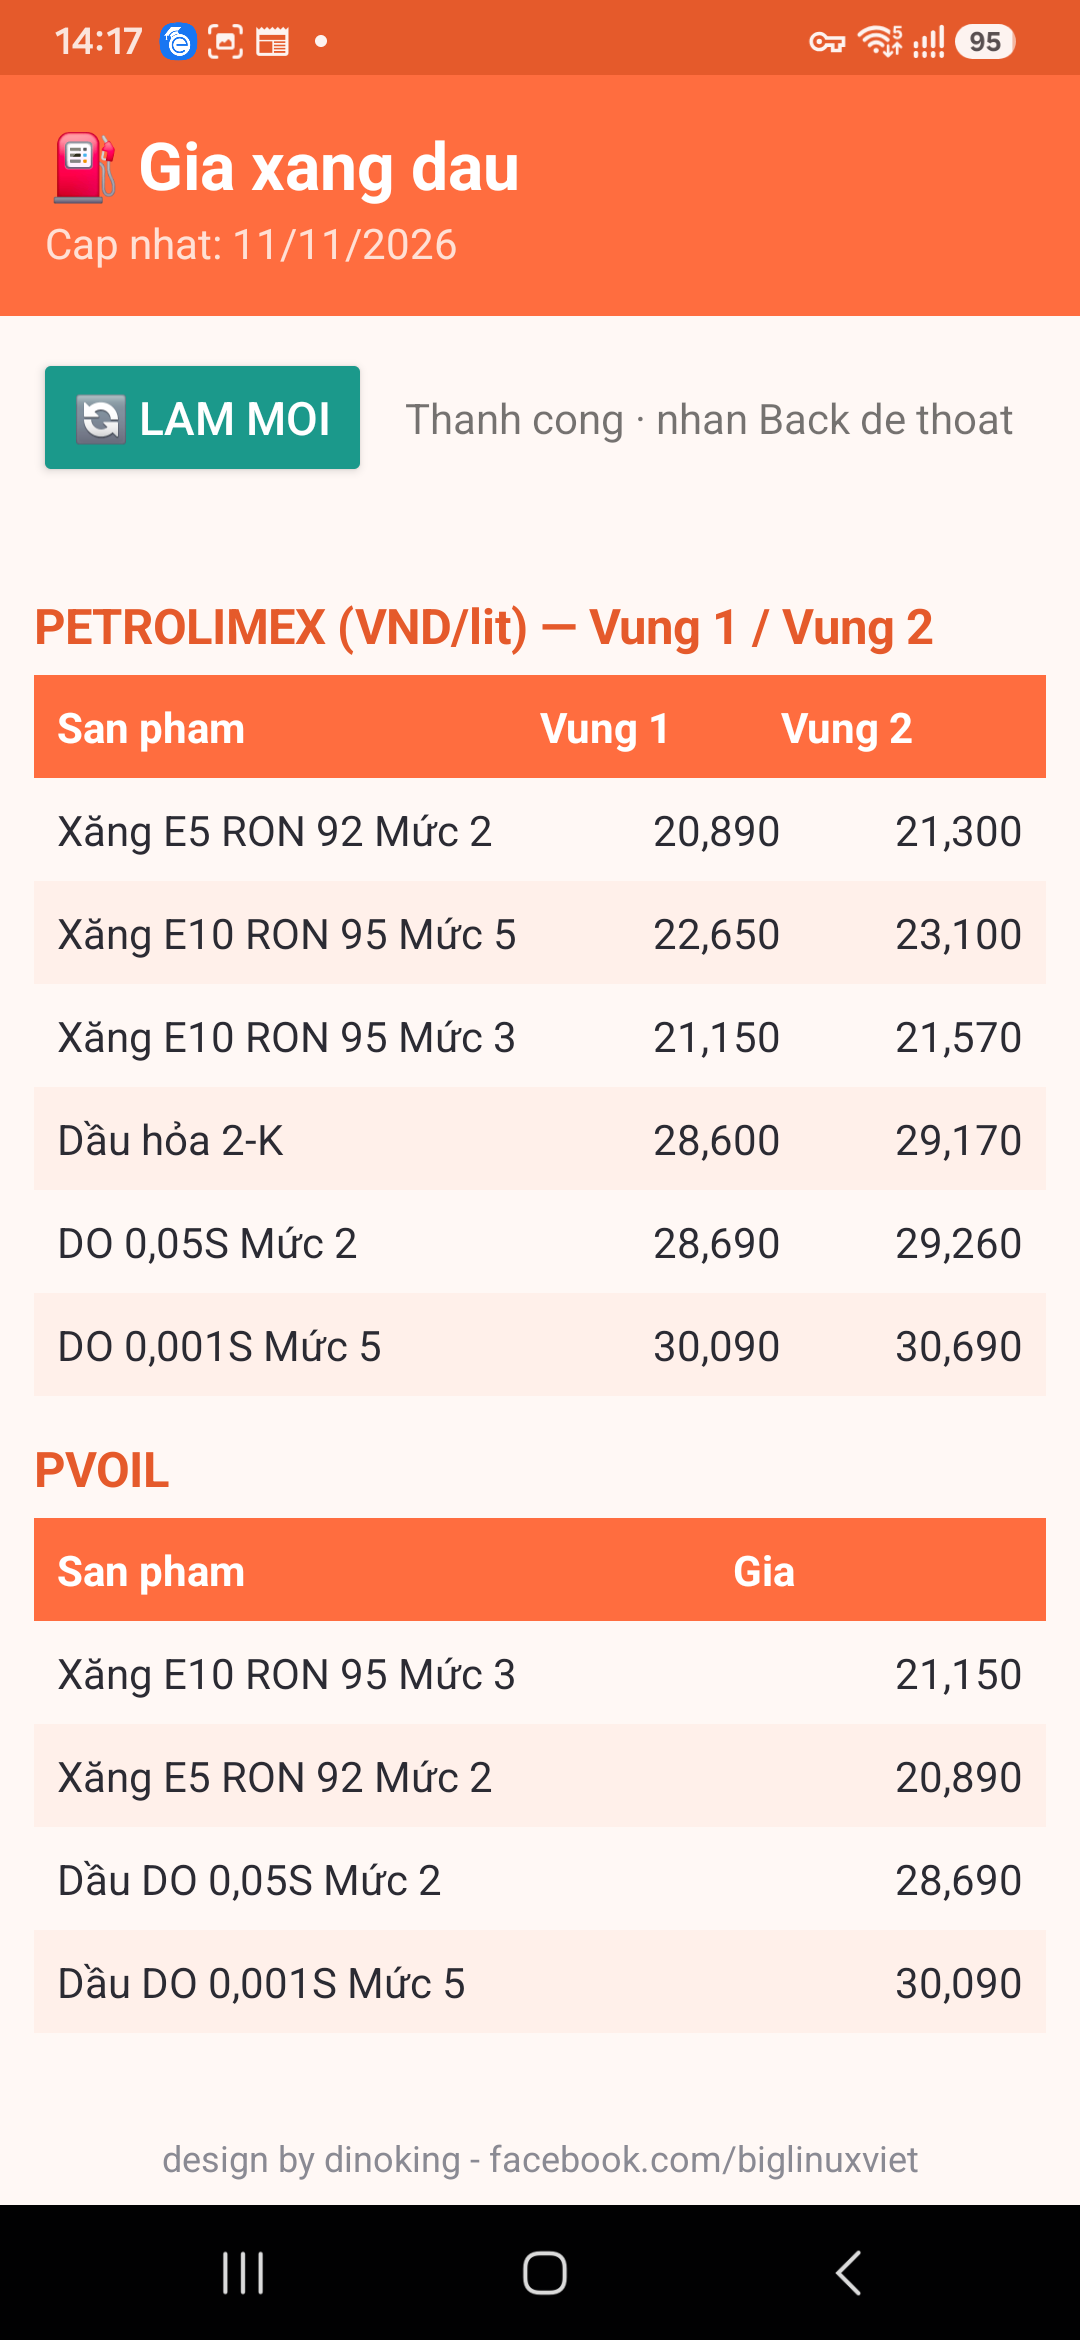 14:17 95
Gia xang dau
Cap nhat: 11/11/2026
LAM MOI Thanh cong · nhan Back de thoat
PETROLIMEX (VND/lit) — Vung 1 / Vung 2
San pham Vung 1 Vung 2
Xăng E5 RON 92 Mức 2 20,890 21,300
Xăng E10 RON 95 Mức 5 22,650 23,100
Xăng E10 RON 95 Mức 3 21,150 21,570
Dầu hỏa 2-K 28,600 29,170
DO 0,05S Mức 2 28,690 29,260
DO 0,001S Mức 5 30,090 30,690
PVOIL
San pham Gia
Xăng E10 RON 95 Mức 3 21,150
Xăng E5 RON 92 Mức 2 20,890
Dầu DO 0,05S Mức 2 28,690
Dầu DO 0,001S Mức 5 30,090
design by dinoking - facebook.com/biglinuxviet